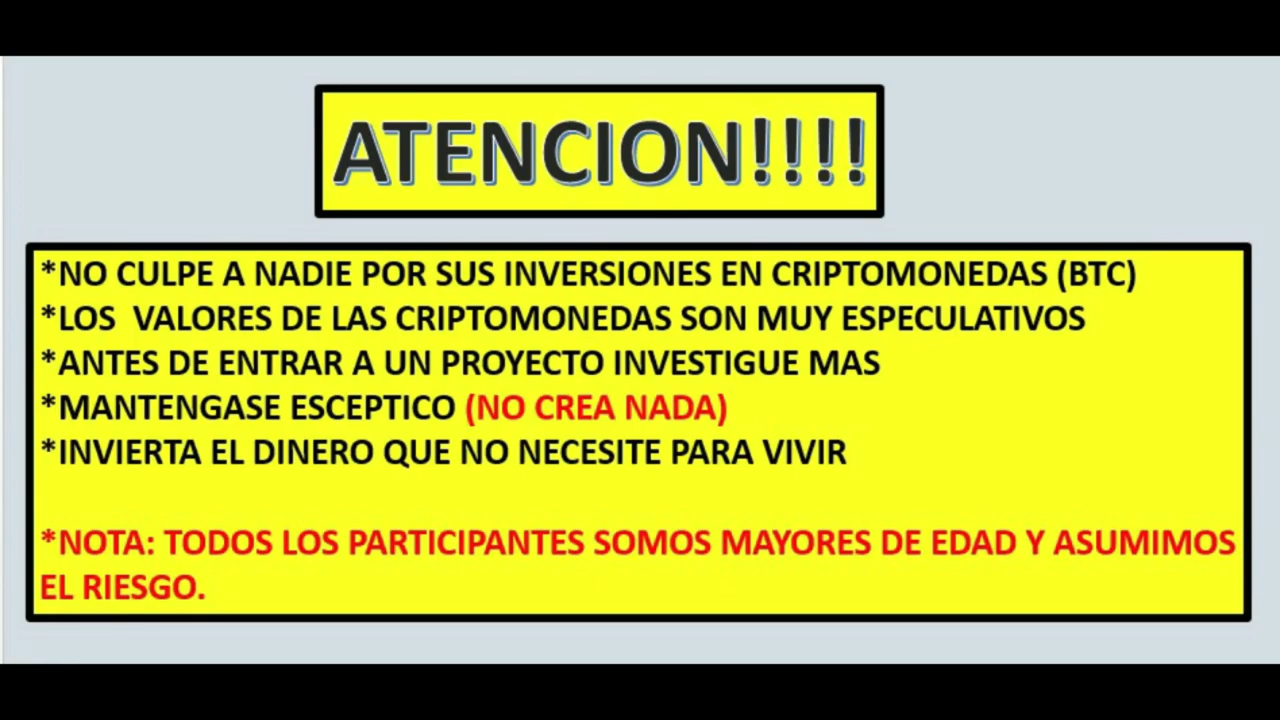 ATENCION!!!!
*NO CULPE A NADIE POR SUS INVERSIONES EN CRIPTOMONEDAS (BTC)
*LOS  VALORES DE LAS CRIPTOMONEDAS SON MUY ESPECULATIVOS
*ANTES DE ENTRAR A UN PROYECTO INVESTIGUE MAS
*MANTENGASE ESCEPTICO (NO CREA NADA)
*INVIERTA EL DINERO QUE NO NECESITE PARA VIVIR
*NOTA: TODOS LOS PARTICIPANTES SOMOS MAYORES DE EDAD Y ASUMIMOS
EL RIESGO.